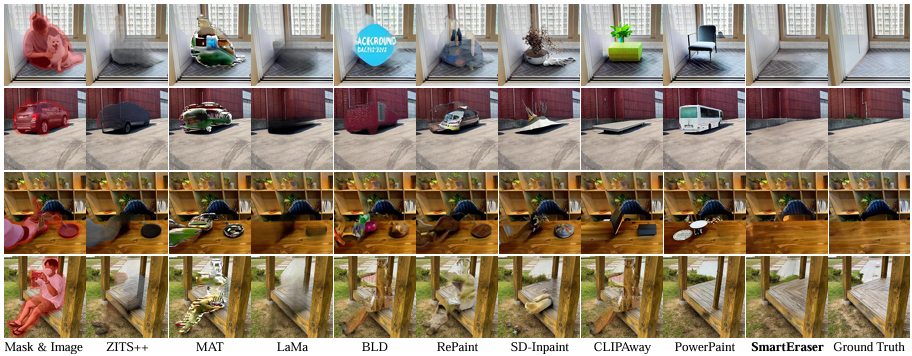 BACKGROUND
Mask & Image ZITS++ MAT LaMa BLD RePaint SD-Inpaint CLIPAway PowerPaint SmartEraser Ground Truth